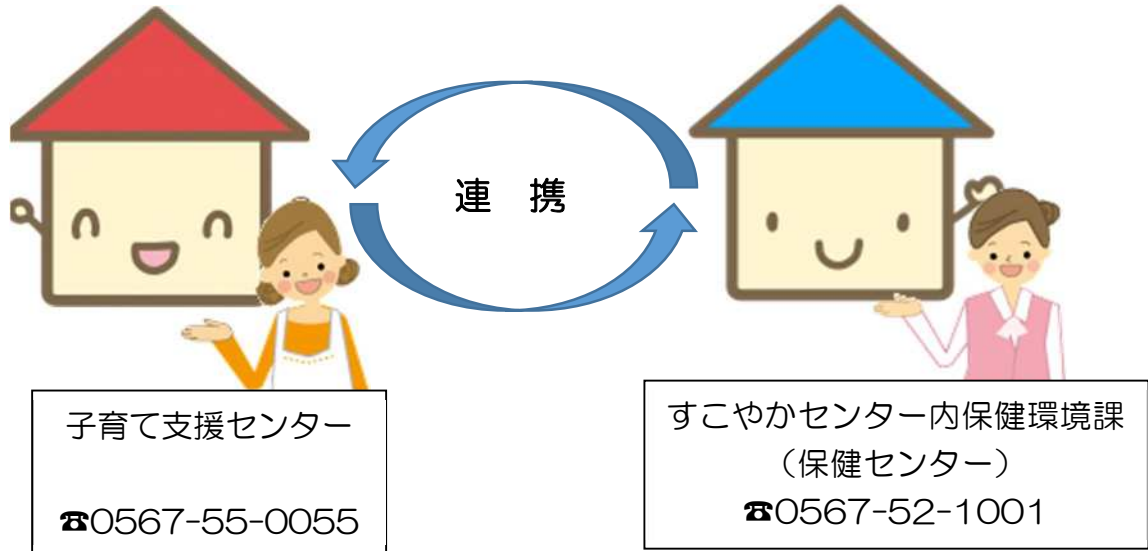 連 携
子育て支援センター
☎0567-55-0055
すこやかセンター内保健環境課
（保健センター）
☎0567-52-1001